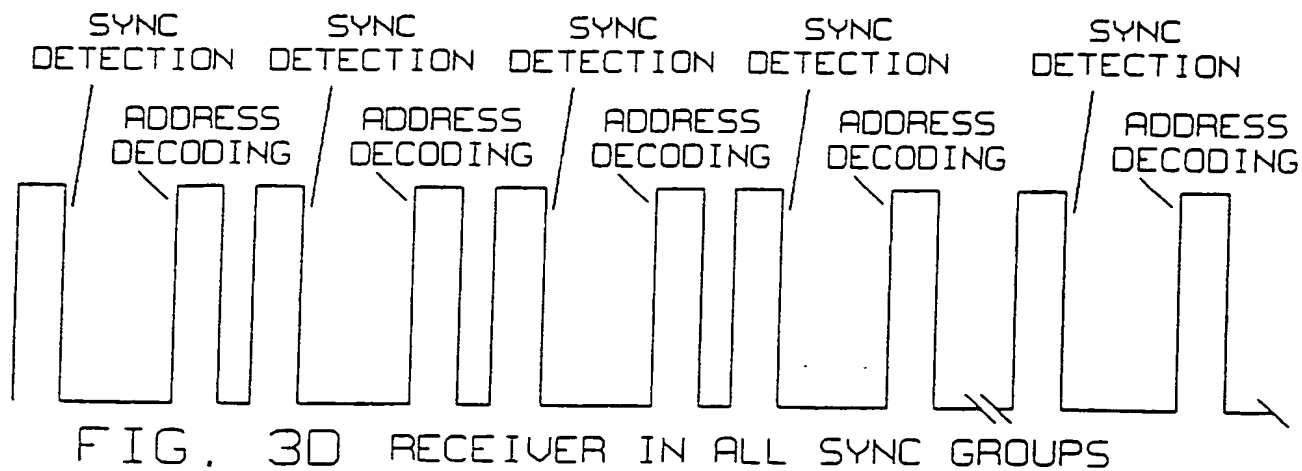 SYNC
DETECTION
SYNC
DETECTION
SYNC
DETECTION
SYNC
DETECTION
SYNC
DETECTION
ADDRESS
DECODING
ADDRESS
DECODING
ADDRESS
DECODING
ADDRESS
DECODING
ADDRESS
DECODING
FIG. 3D RECEIVER IN ALL SYNC GROUPS